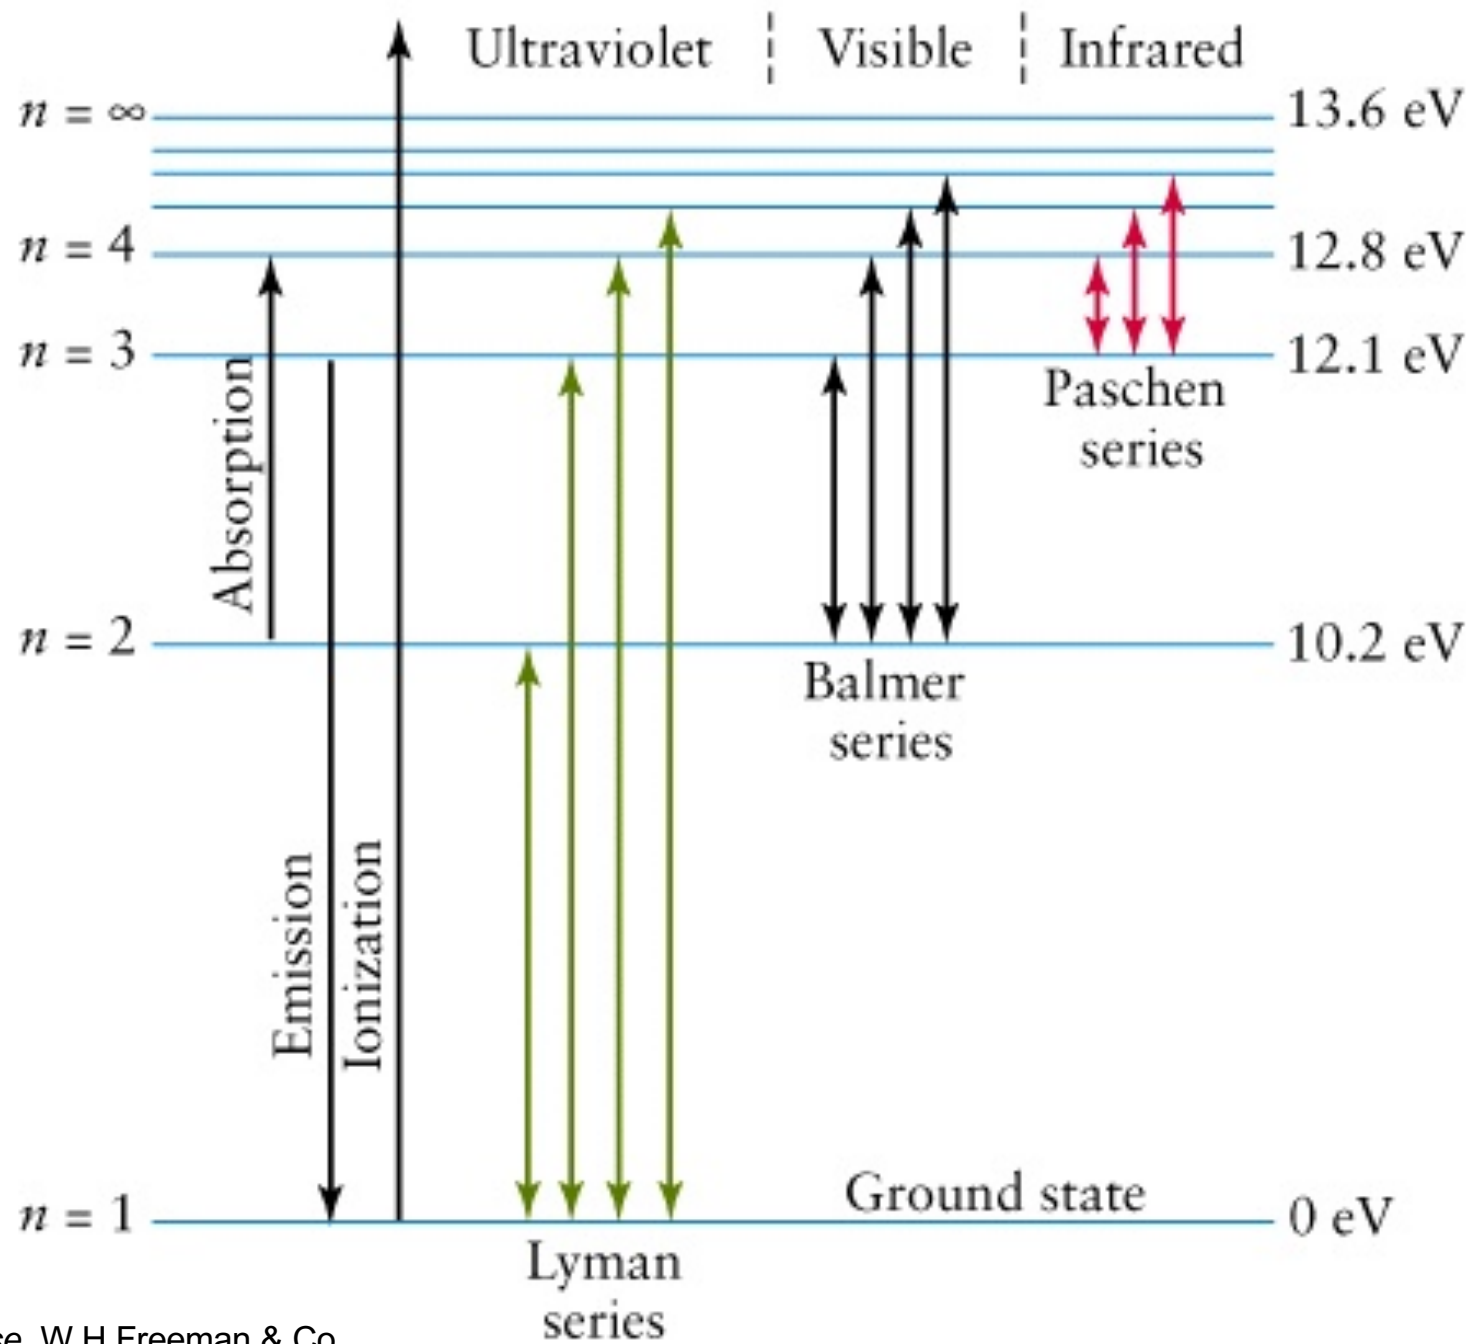 Ultraviolet Visible Infrared
n = ∞ 13.6 eV
n = 4 12.8 eV
n = 3 12.1 eV
Paschen
series
Absorption
n = 2 10.2 eV
Balmer
series
Emission
Ionization
Ground state
n = 1 0 eV
Lyman
series
W H Freeman & Co